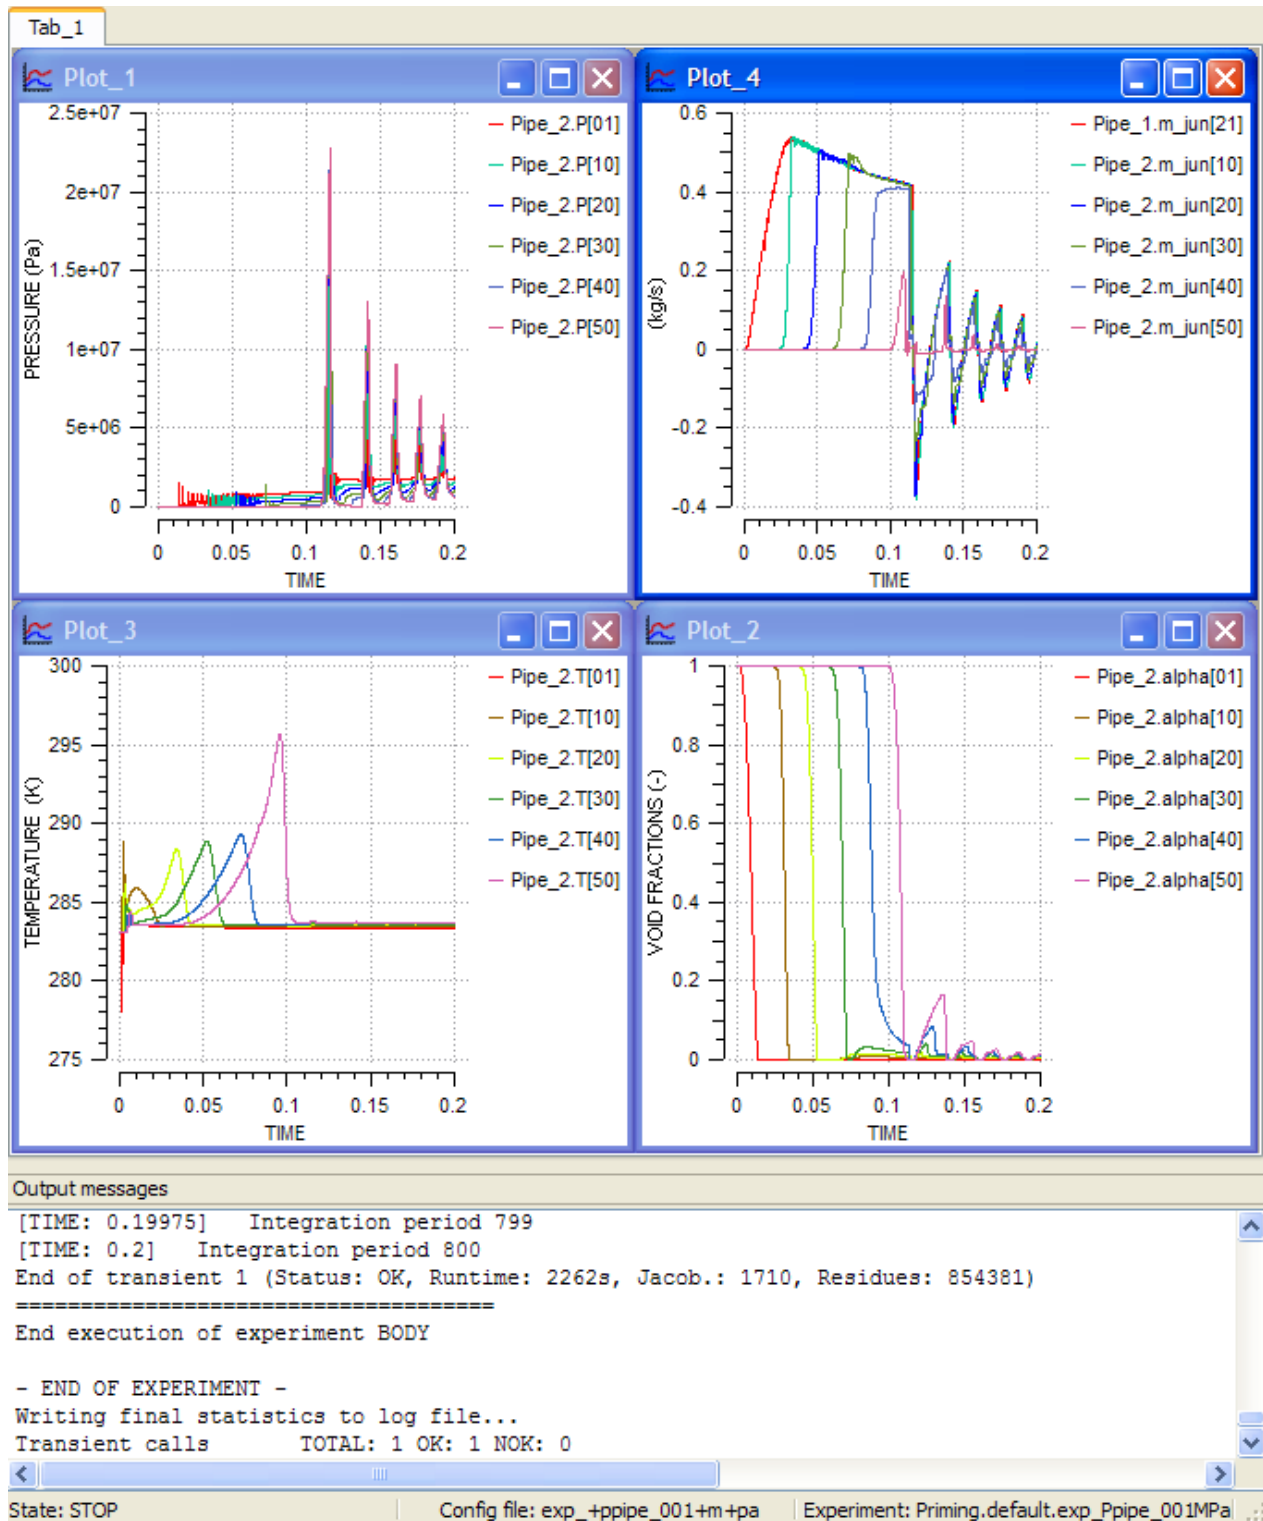 Tab_1
Plot_1
2.5e+07
2e+07
1.5e+07
1e+07
5e+06
0
PRESSURE (Pa)
0 0.05 0.1 0.15 0.2
TIME
Pipe_2.P[01]
Pipe_2.P[10]
Pipe_2.P[20]
Pipe_2.P[30]
Pipe_2.P[40]
Pipe_2.P[50]
Plot_4
0.6
0.4
0.2
0
-0.2
-0.4
(kg/s)
0 0.05 0.1 0.15 0.2
TIME
Pipe_1.m_jun[21]
Pipe_2.m_jun[10]
Pipe_2.m_jun[20]
Pipe_2.m_jun[30]
Pipe_2.m_jun[40]
Pipe_2.m_jun[50]
Plot_3
300
295
290
285
280
275
TEMPERATURE (K)
0 0.05 0.1 0.15 0.2
TIME
Pipe_2.T[01]
Pipe_2.T[10]
Pipe_2.T[20]
Pipe_2.T[30]
Pipe_2.T[40]
Pipe_2.T[50]
Plot_2
1
0.8
0.6
0.4
0.2
0
VOID FRACTIONS (-)
0 0.05 0.1 0.15 0.2
TIME
Pipe_2.alpha[01]
Pipe_2.alpha[10]
Pipe_2.alpha[20]
Pipe_2.alpha[30]
Pipe_2.alpha[40]
Pipe_2.alpha[50]
Output messages
[TIME: 0.19975] Integration period 799
[TIME: 0.2] Integration period 800
End of transient 1 (Status: OK, Runtime: 2262s, Jacob.: 1710, Residues: 854381)
=====================================
End execution of experiment BODY
- END OF EXPERIMENT -
Writing final statistics to log file...
Transient calls TOTAL: 1 OK: 1 NOK: 0
State: STOP Config file: exp_+ppipe_001+m+pa Experiment: Priming.default.exp_Ppipe_001MPa